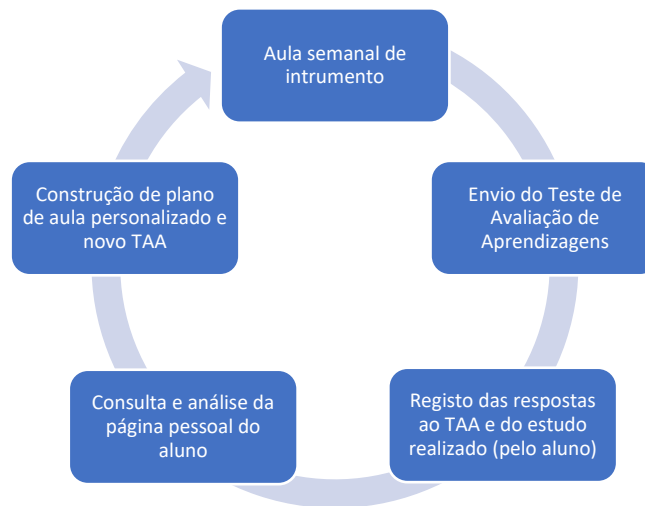 Aula semanal de
intrumento
Envio do Teste de
Avaliação de
Aprendizagens
Registo das respostas
ao TAA e do estudo
realizado (pelo aluno)
Consulta e análise da
página pessoal do
aluno
Construção de plano
de aula personalizado e
novo TAA